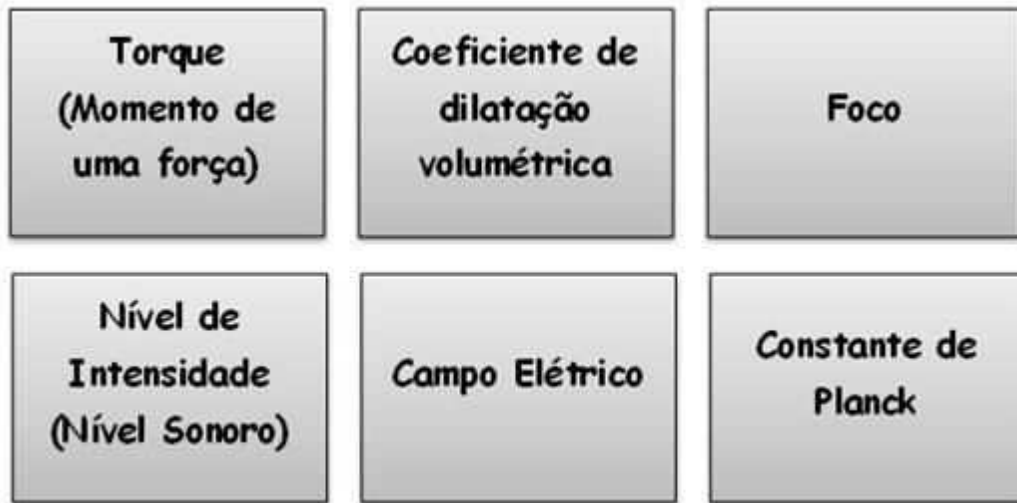 Torque
(Momento de
uma força)
Coeficiente de
dilatação
volumétrica
Foco
Nível de
Intensidade
(Nível Sonoro)
Campo Elétrico
Constante de
Planck